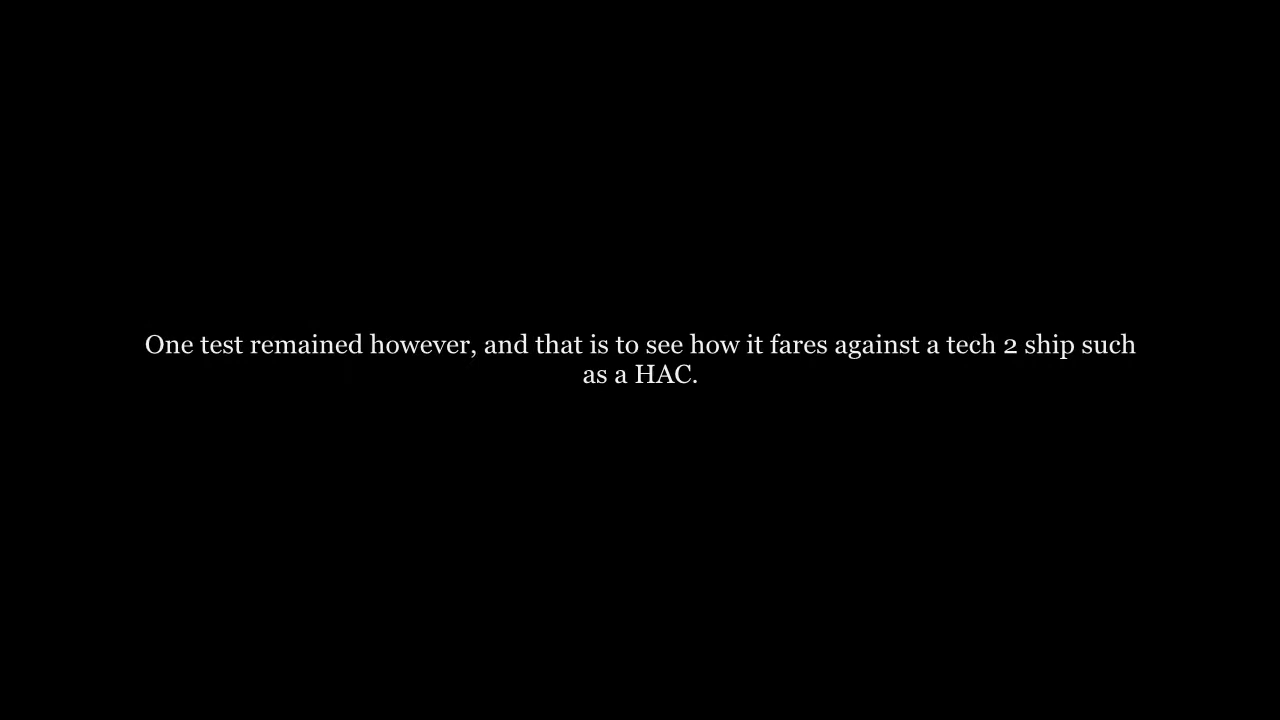 One test remained however, and that is to see how it fares against a tech 2 ship such
as a HAC.